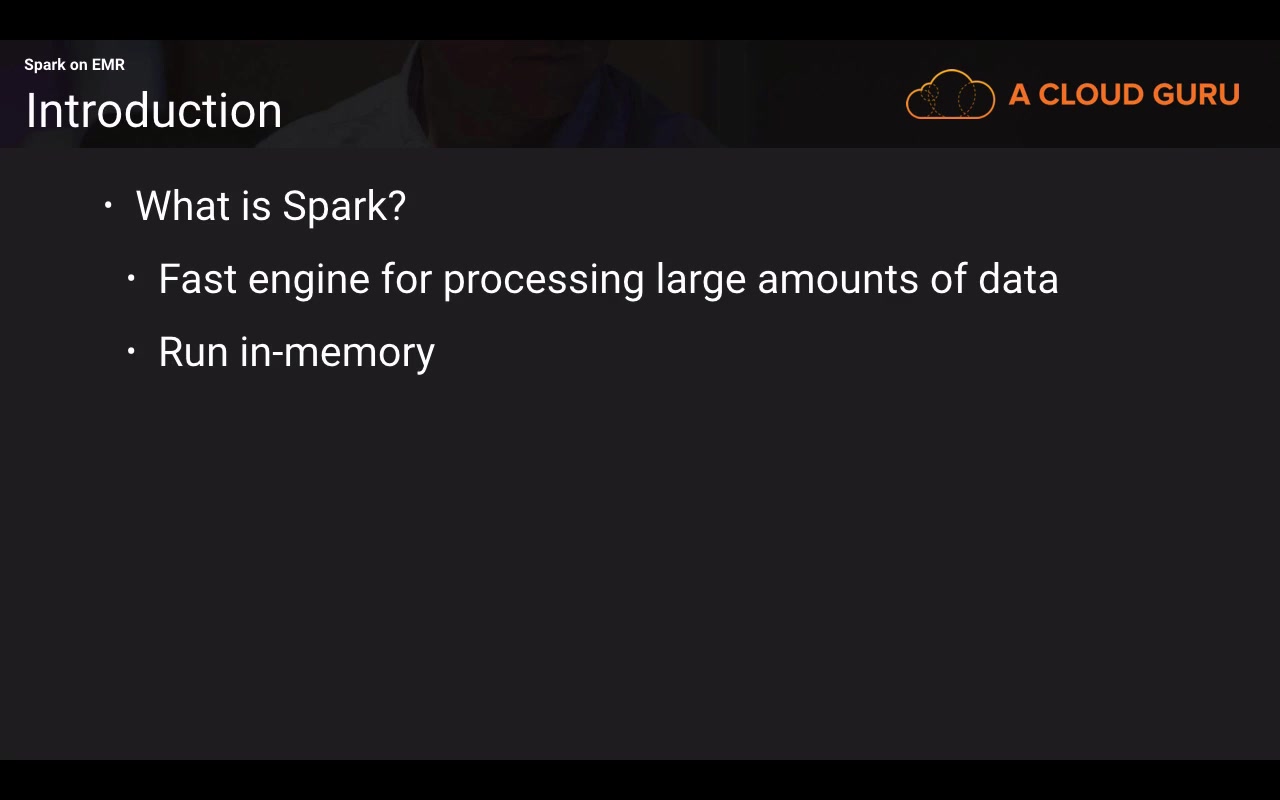 Spark on EMR
Introduction
A CLOUD GURU
• What is Spark?
• Fast engine for processing large amounts of data
• Run in-memory